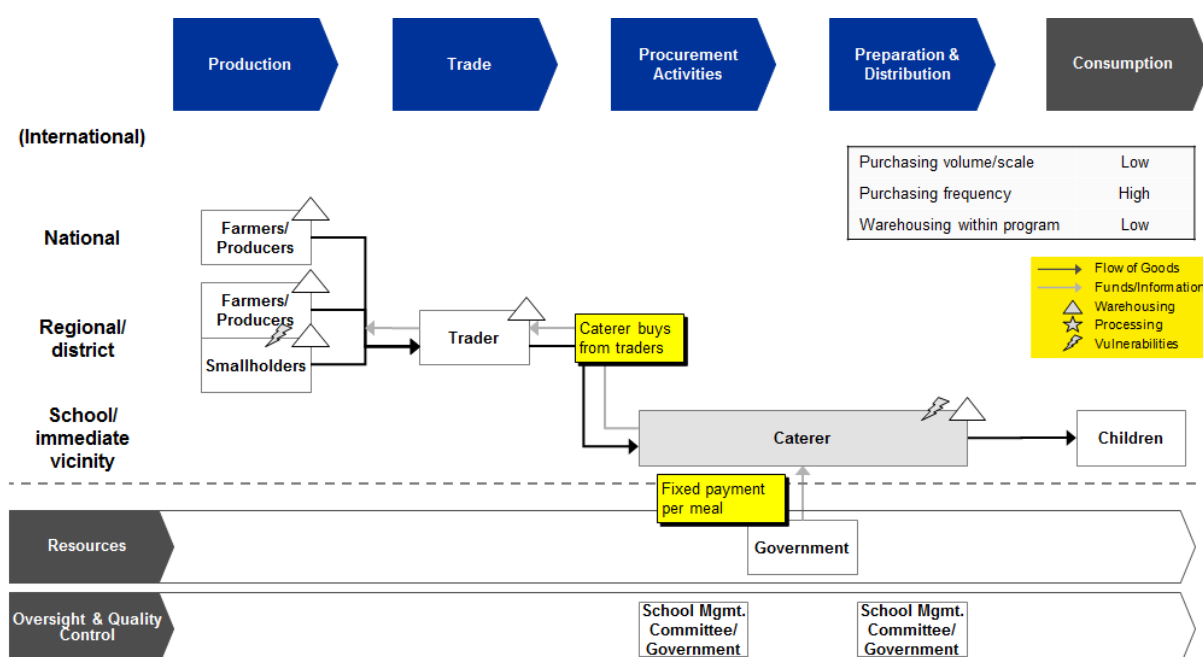 Production
Trade
Procurement
Activities
Preparation &
Distribution
Consumption
(International)
Purchasing volume/scale Low
Purchasing frequency High
Warehousing within program Low
National
Farmers/
Producers
Flow of Goods
Funds/Information
Warehousing
Processing
Vulnerabilities
Regional/
district
Farmers/
Producers
Smallholders
Trader
Caterer buys
from traders
School/
immediate
vicinity
Caterer
Children
Fixed payment
per meal
Resources
Government
Oversight & Quality
Control
School Mgmt.
Committee/
Government
School Mgmt.
Committee/
Government